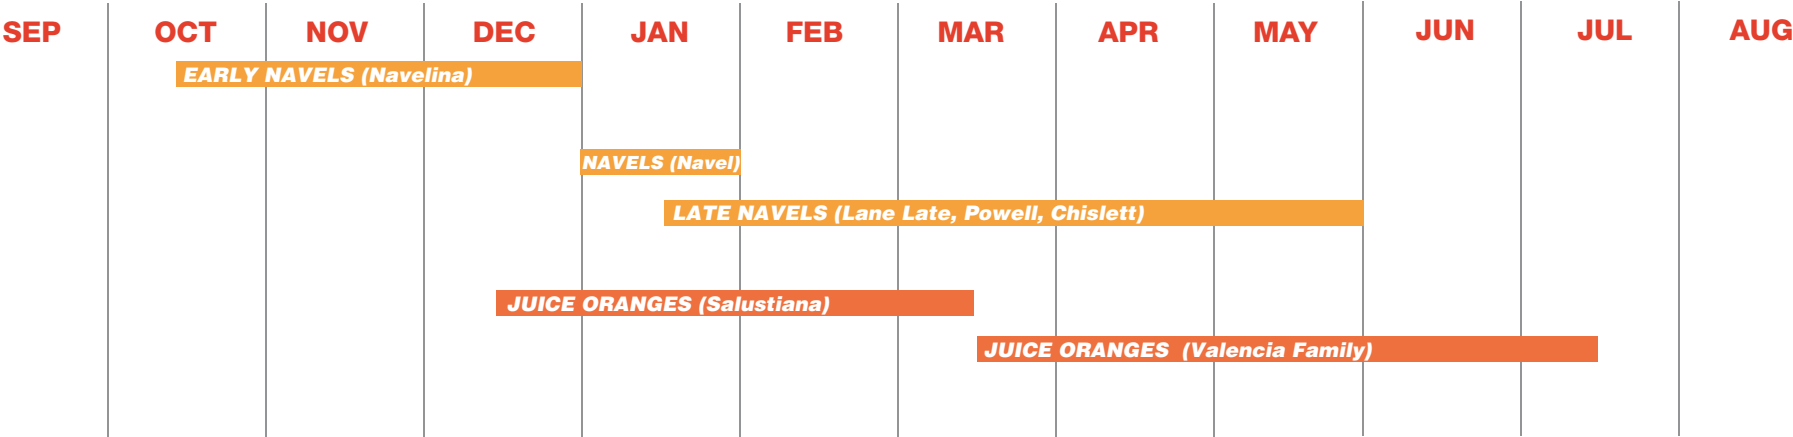 SEP OCT NOV DEC JAN FEB MAR APR MAY JUN JUL AUG
EARLY NAVELS (Navelina)
NAVELS (Navel)
LATE NAVELS (Lane Late, Powell, Chislett)
JUICE ORANGES (Salustiana)
JUICE ORANGES (Valencia Family)